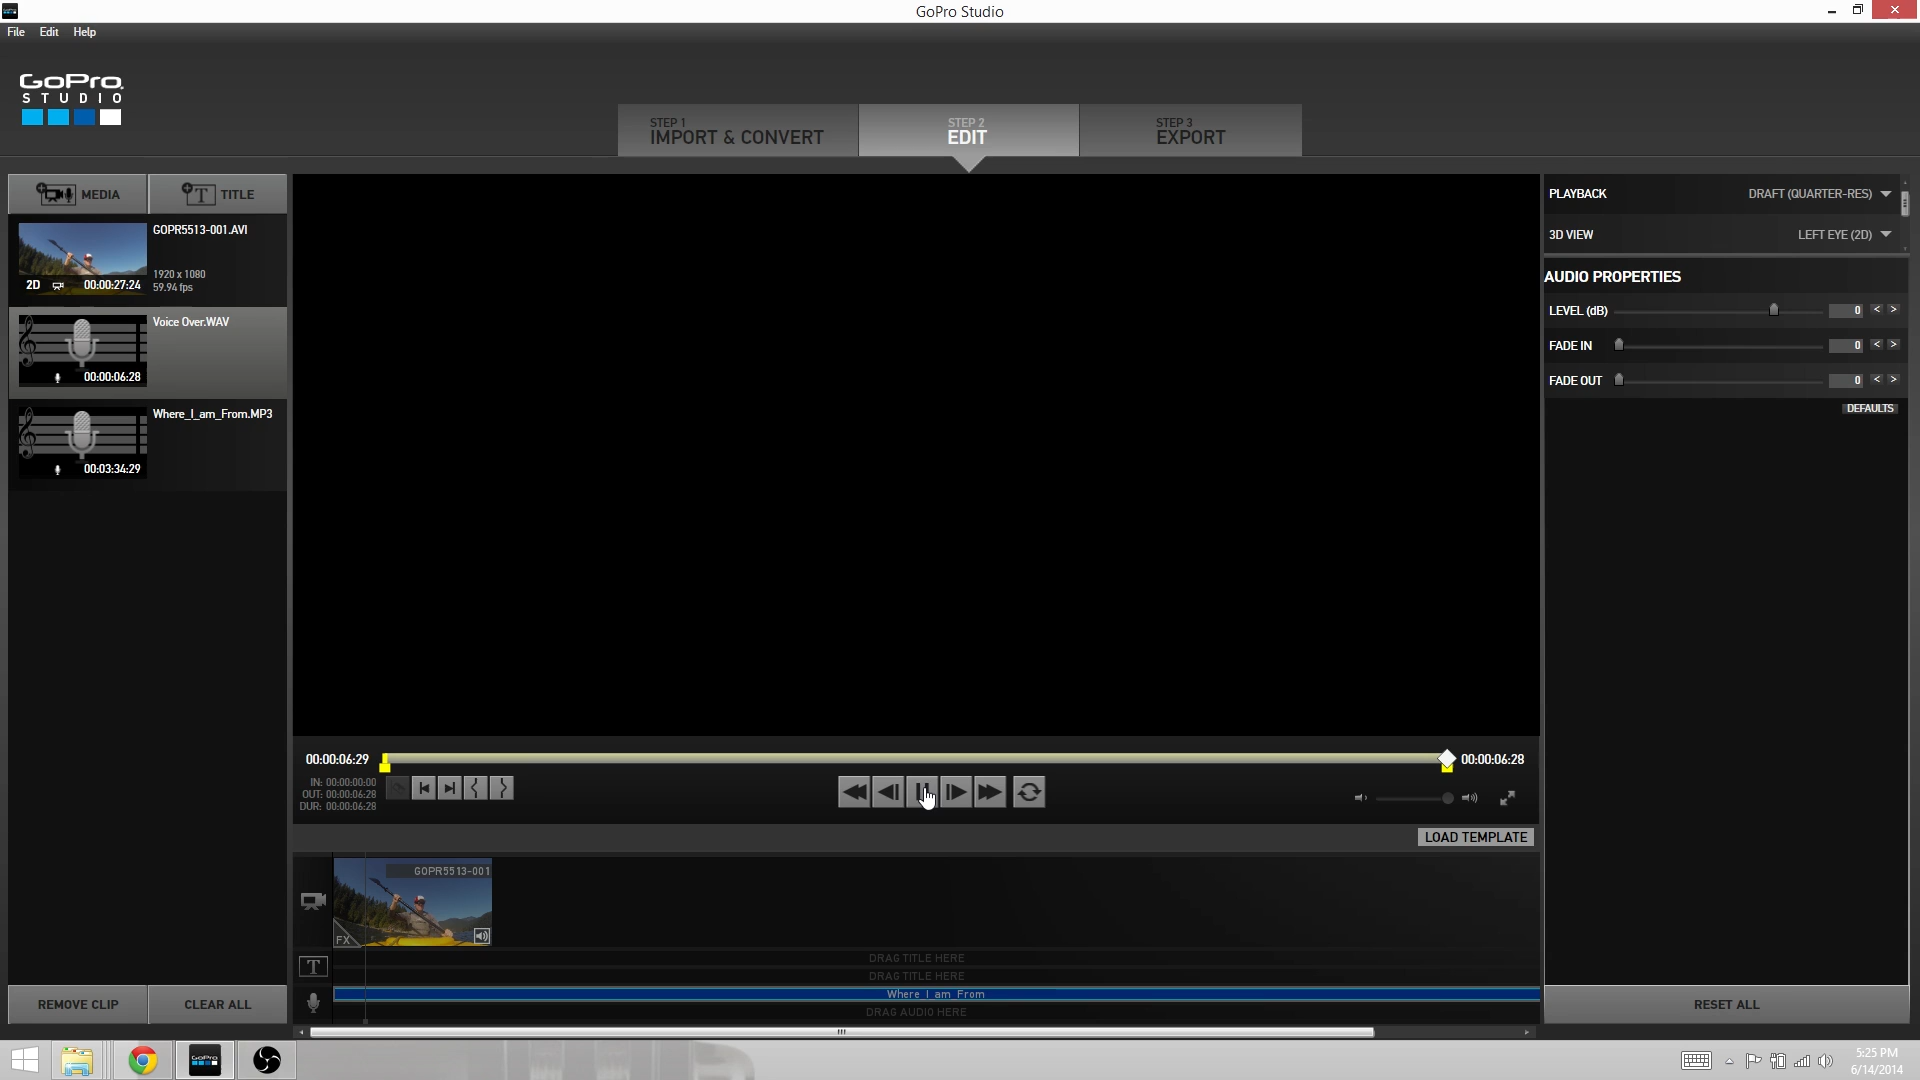 GoPro Studio
File Edit Help
GoPro
STUDIO
STEP 1
IMPORT & CONVERT
STEP 2
EDIT
STEP 3
EXPORT
MEDIA
T TITLE
GOPR5513-001.AVI
1920 x 1080
59.94 fps
2D 00:00:27:24
Voice Over.WAV
00:00:06:28
Where_I_am_From.MP3
00:03:34:29
REMOVE CLIP
CLEAR ALL
00:00:06:29
00:00:06:28
IN: 00:00:00:00
OUT: 00:00:06:28
DUR: 00:00:06:28
LOAD TEMPLATE
GOPR5513-001
FX
T
DRAG TITLE HERE
DRAG TITLE HERE
Where_I_am_From
DRAG AUDIO HERE
PLAYBACK DRAFT (QUARTER-RES)
3D VIEW LEFT EYE (2D)
AUDIO PROPERTIES
LEVEL (dB) 0 < >
FADE IN 0 < >
FADE OUT 0 < >
DEFAULTS
RESET ALL
GoPro
5:25 PM
6/14/2014